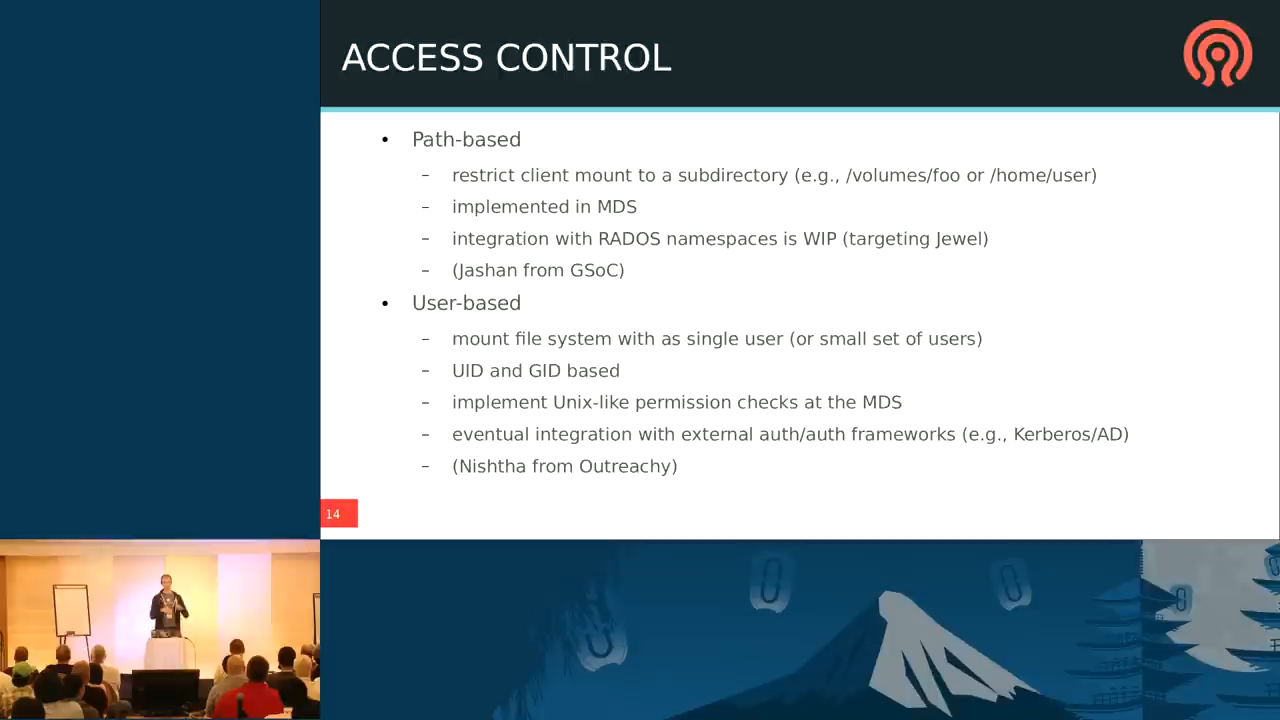 ACCESS CONTROL
• Path-based
– restrict client mount to a subdirectory (e.g., /volumes/foo or /home/user)
– implemented in MDS
– integration with RADOS namespaces is WIP (targeting Jewel)
– (Jashan from GSoC)
• User-based
– mount file system with as single user (or small set of users)
– UID and GID based
– implement Unix-like permission checks at the MDS
– eventual integration with external auth/auth frameworks (e.g., Kerberos/AD)
– (Nishtha from Outreachy)
14